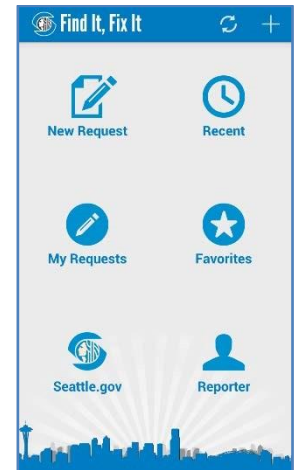 Find It, Fix It
New Request
Recent
My Requests
Favorites
Seattle.gov
Reporter